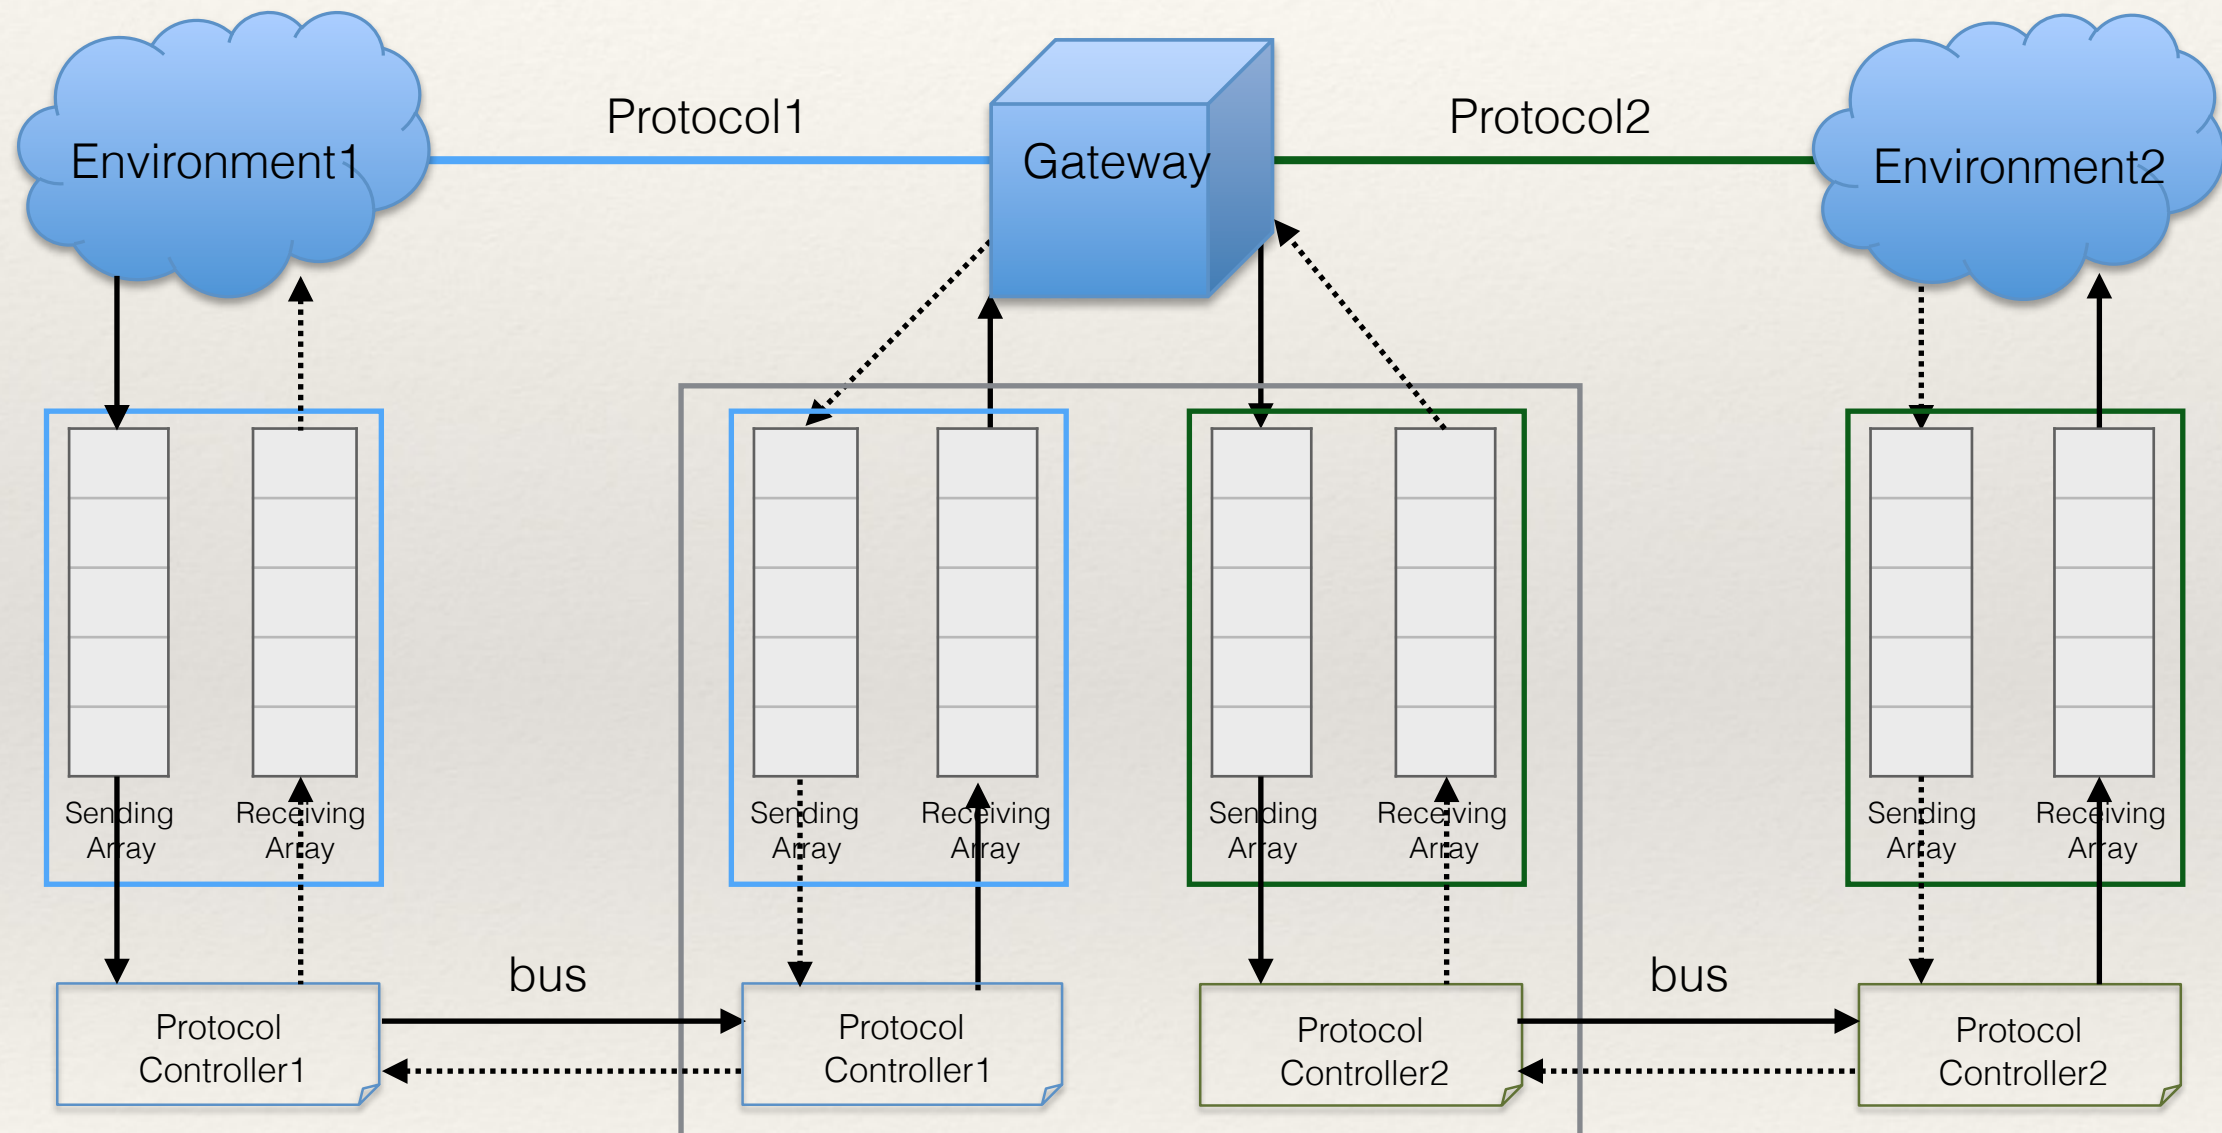 Protocol1
Protocol2
Environment1
Gateway
Environment2
Sending
Array
Receiving
Array
Sending
Array
Receiving
Array
Sending
Array
Receiving
Array
Sending
Array
Receiving
Array
bus
bus
Protocol
Controller1
Protocol
Controller1
Protocol
Controller2
Protocol
Controller2